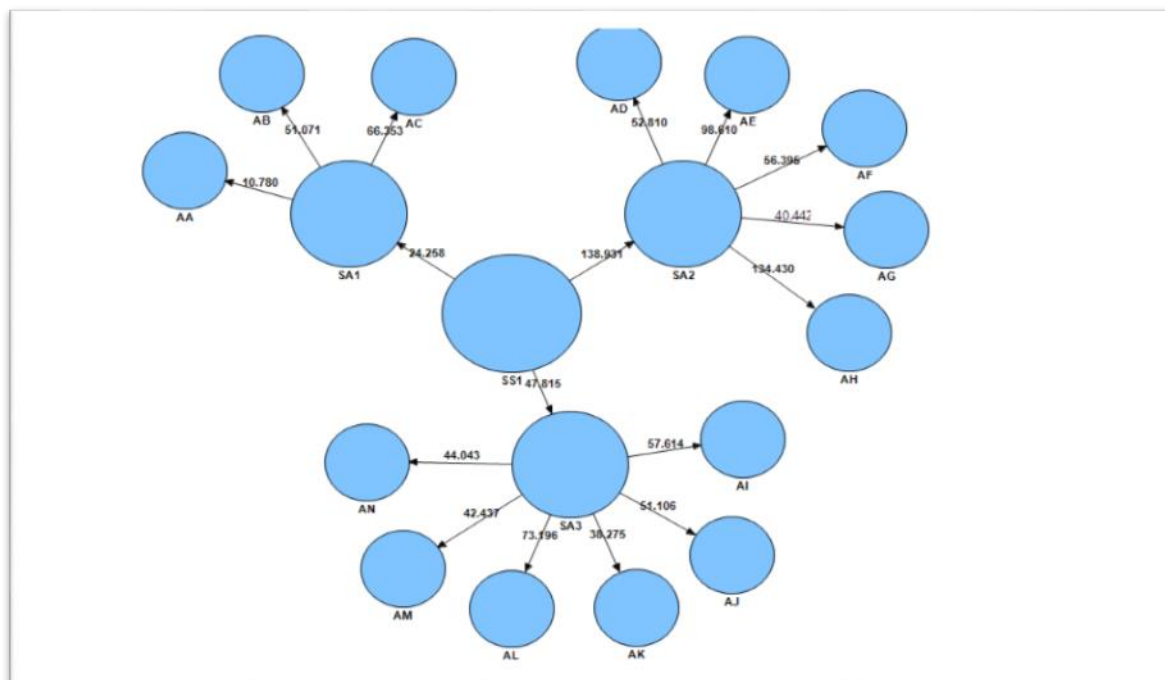 AB
AC
AD
AE
51.071
66.353
52.810
98.610
AF
56.395
AA
10.780
40.442
AG
SA1
24.258
138.931
SA2
134.430
AH
SS1
47.815
44.043
57.614
AN
AI
42.437
SA3
51.106
73.196
38.275
AM
AJ
AL
AK